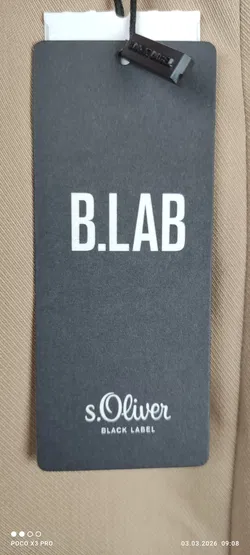 B.LAB
s.Oliver
BLACK LABEL
POCO X3 PRO
03.03.2026 09:08